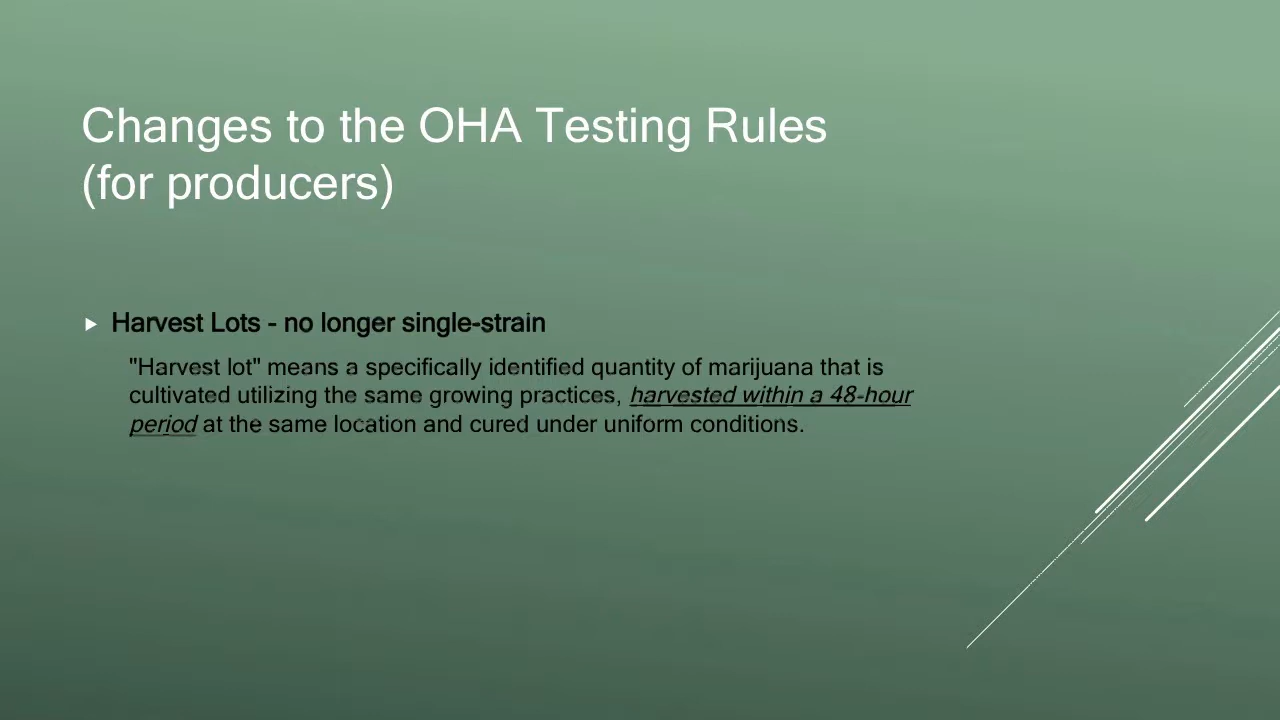 Changes to the OHA Testing Rules
(for producers)
Harvest Lots - no longer single-strain
"Harvest lot" means a specifically identified quantity of marijuana that is
cultivated utilizing the same growing practices, harvested within a 48-hour
period at the same location and cured under uniform conditions.